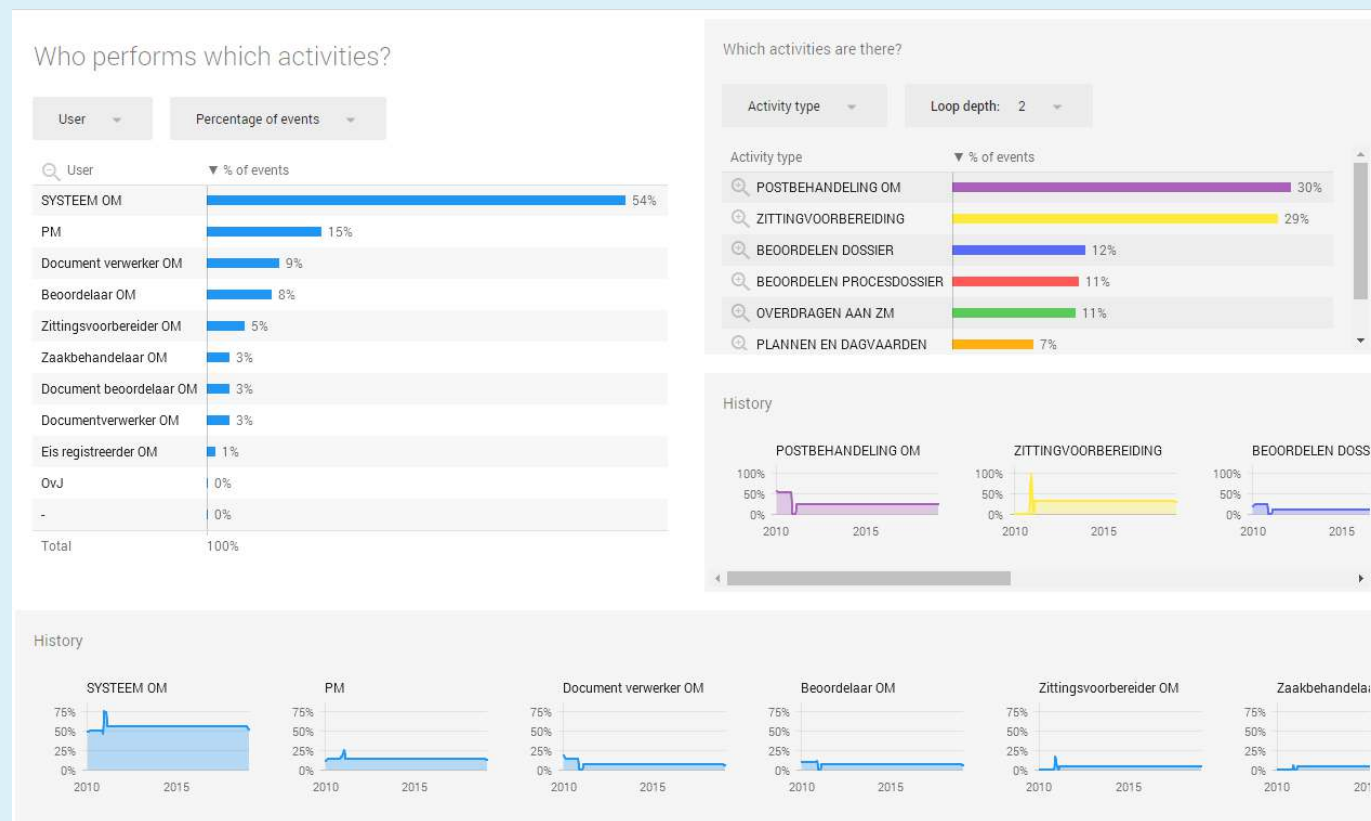 Who performs which activities?
User
Percentage of events
User ▼ % of events
SYSTEEM OM 54%
PM 15%
Document verwerker OM 9%
Beoordelaar OM 8%
Zittingsvoorbereider OM 5%
Zaakbehandelaar OM 3%
Document beoordelaar OM 3%
Documentverwerker OM 3%
Eis registreerder OM 1%
OvJ 0%
- 0%
Total 100%
Which activities are there?
Activity type
Loop depth: 2
Activity type ▼ % of events
POSTBEHANDELING OM 30%
ZITTINGVOORBEREIDING 29%
BEOORDELEN DOSSIER 12%
BEOORDELEN PROCESDOSSIER 11%
OVERDRAGEN AAN ZM 11%
PLANNEN EN DAGVAARDEN 7%
History
POSTBEHANDELING OM
100%
50%
0%
2010 2015
ZITTINGVOORBEREIDING
100%
50%
0%
2010 2015
BEOORDELEN DOSS
100%
50%
0%
2010 2015
History
SYSTEEM OM
75%
50%
25%
0%
2010 2015
PM
75%
50%
25%
0%
2010 2015
Document verwerker OM
75%
50%
25%
0%
2010 2015
Beoordelaar OM
75%
50%
25%
0%
2010 2015
Zittingsvoorbereider OM
75%
50%
25%
0%
2010 2015
Zaakbehandelaa
75%
50%
25%
0%
2010 201